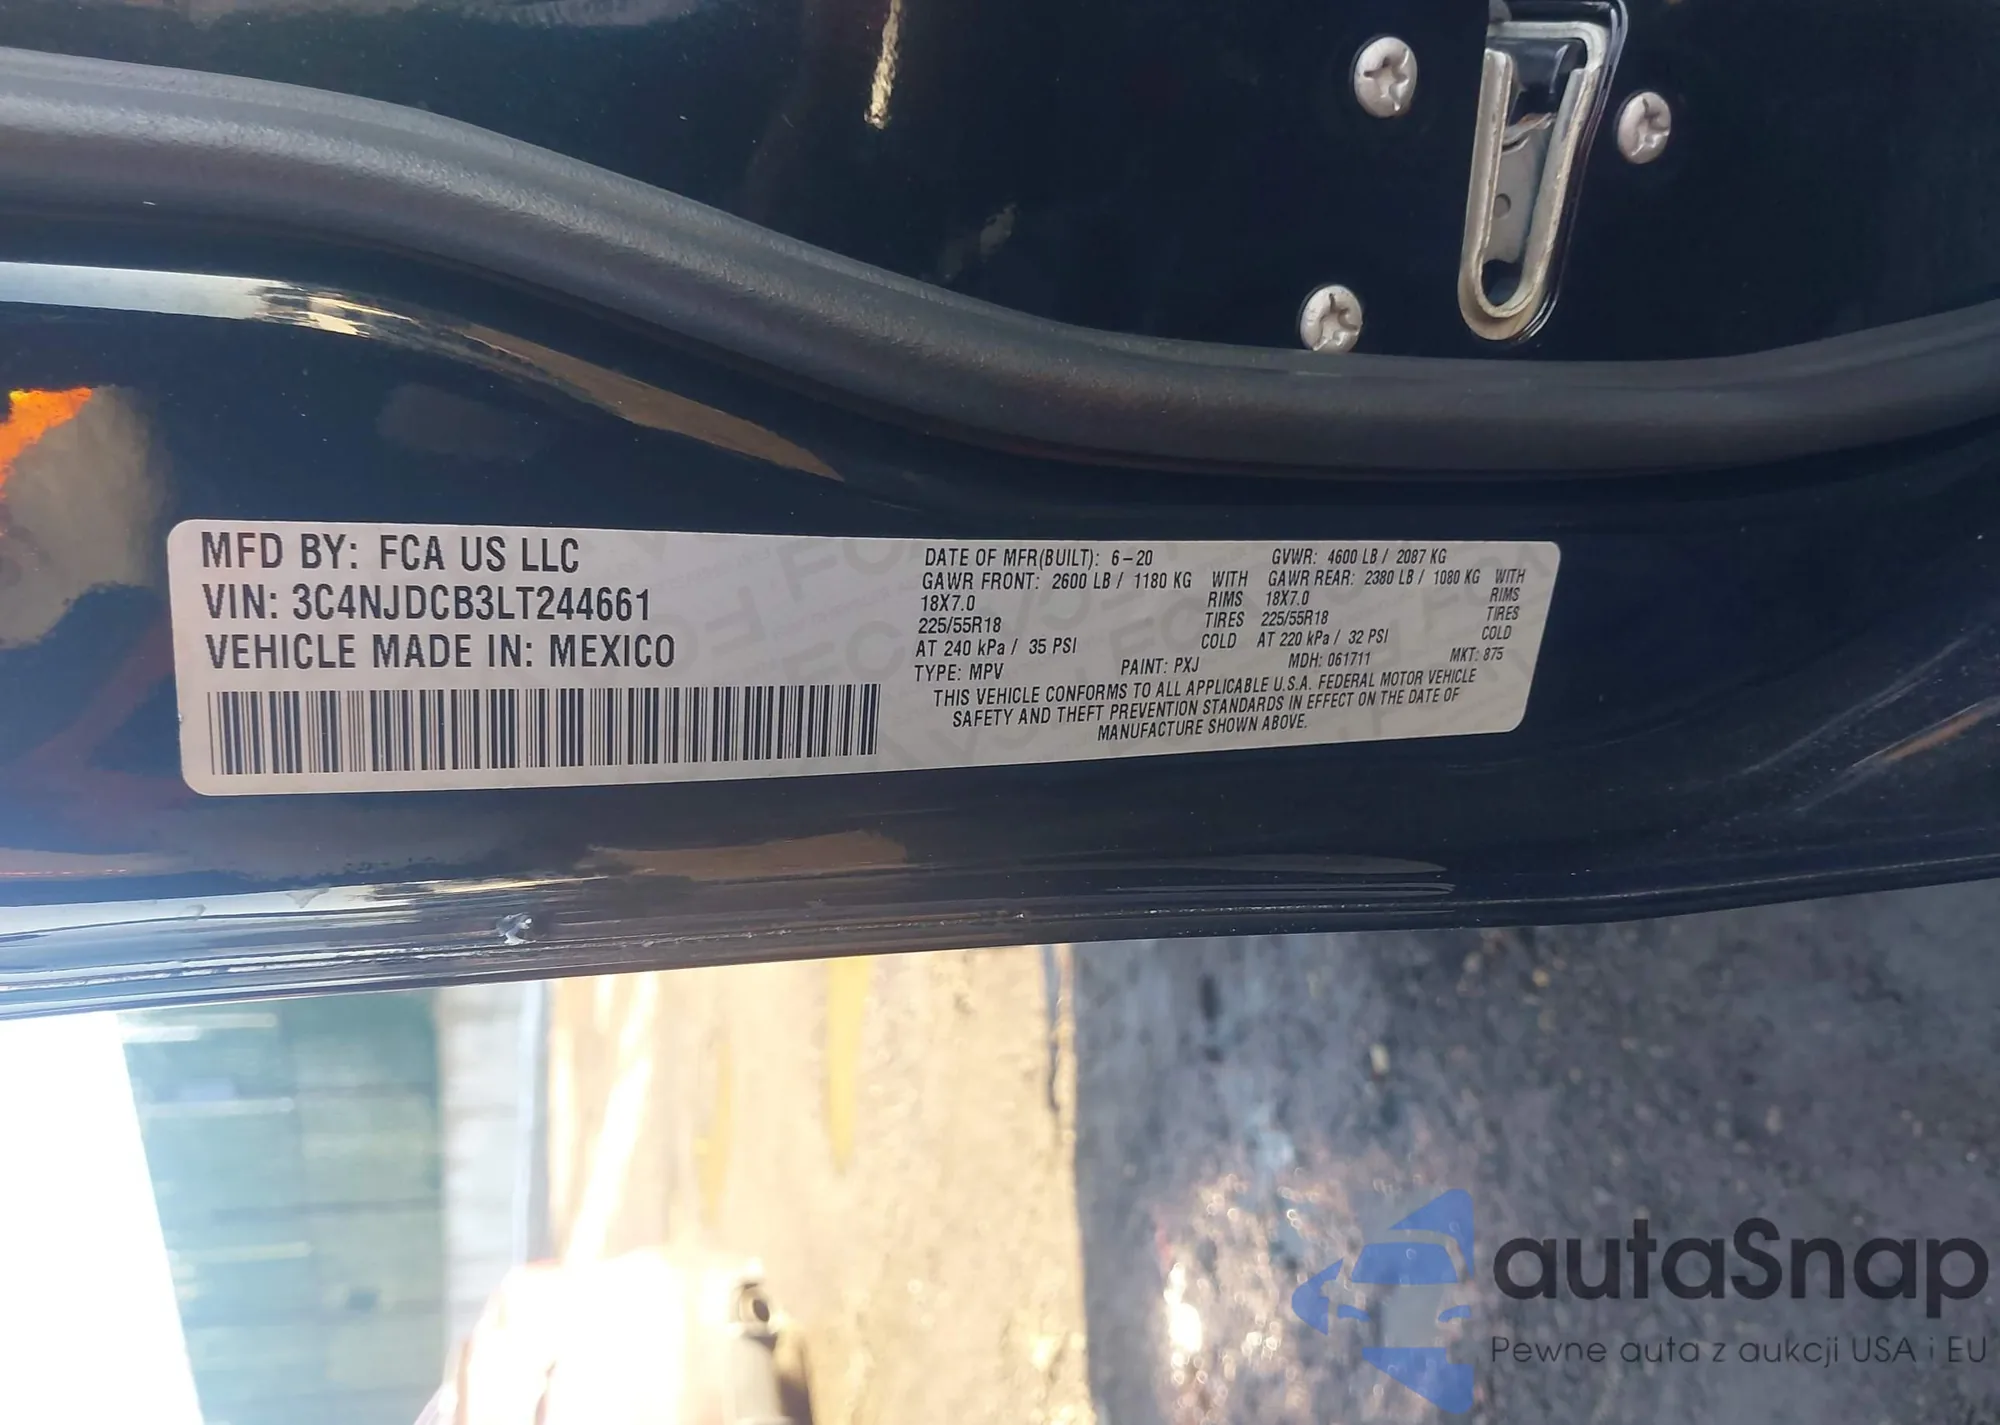 MFD BY: FCA US LLC
VIN: 3C4NJDCB3LT244661
VEHICLE MADE IN: MEXICO
DATE OF MFR(BUILT): 6-20 GVWR: 4600 LB / 2087 KG
GAWR FRONT: 2600 LB / 1180 KG WITH GAWR REAR: 2380 LB / 1080 KG WITH
18X7.0 RIMS 18X7.0 RIMS
225/55R18 TIRES 225/55R18 TIRES
AT 240 kPa / 35 PSI COLD AT 220 kPa / 32 PSI COLD
TYPE: MPV PAINT: PXJ MDH: 061711 MKT: 875
THIS VEHICLE CONFORMS TO ALL APPLICABLE U.S.A. FEDERAL MOTOR VEHICLE
SAFETY AND THEFT PREVENTION STANDARDS IN EFFECT ON THE DATE OF
MANUFACTURE SHOWN ABOVE.
autaSnap
Pewne auta z aukcji USA i EU